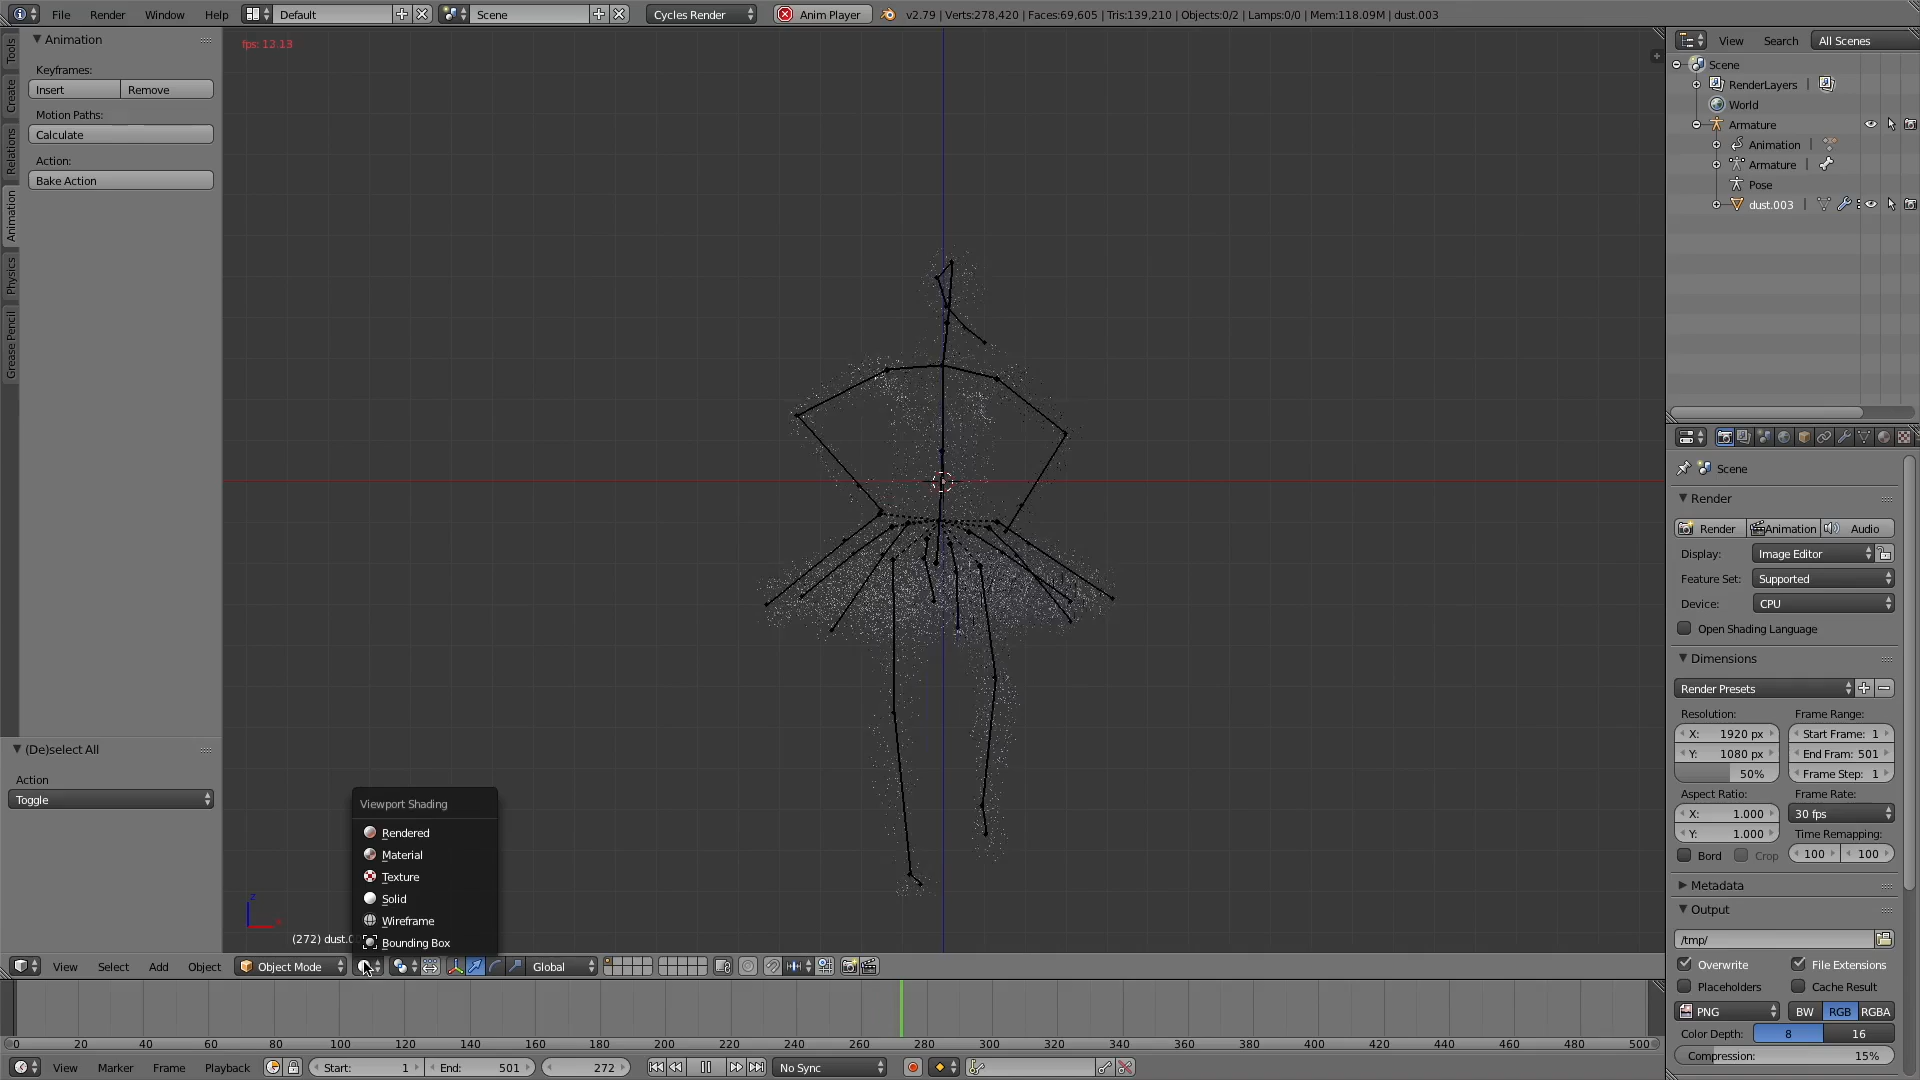 File Render Window Help Default Scene Cycles Render Anim Player v2.79 | Verts:278,420 | Faces:69,605 | Tris:139,210 | Objects:0/2 | Lamps:0/0 | Mem:118.09M | dust.003
Tools
Create
Relations
Animation
Physics
Grease Pencil
Animation
Keyframes:
Insert Remove
Motion Paths:
Calculate
Action:
Bake Action
(De)select All
Action
Toggle
fps: 12.13
Viewport Shading
Rendered
Material
Texture
Solid
Wireframe
Bounding Box
z
(272) dust.0
View Select Add Object Object Mode Global
0 20 40 60 80 100 120 140 160 180 200 220 240 260 280 300 320 340 360 380 400 420 440 460 480 500
View Marker Frame Playback Start: 1 End: 501 272 No Sync
View Search All Scenes
Scene
RenderLayers
World
Armature
Animation
Armature
Pose
dust.003
Scene
Render
Render Animation Audio
Display: Image Editor
Feature Set: Supported
Device: CPU
Open Shading Language
Dimensions
Render Presets
Resolution: Frame Range:
X: 1920 px Start Frame: 1
Y: 1080 px End Fram: 501
50% Frame Step: 1
Aspect Ratio: Frame Rate:
X: 1.000 30 fps
Y: 1.000 Time Remapping:
Bord Crop 100 100
Metadata
Output
/tmp/
Overwrite File Extensions
Placeholders Cache Result
PNG BW RGB RGBA
Color Depth: 8 16
Compression: 15%